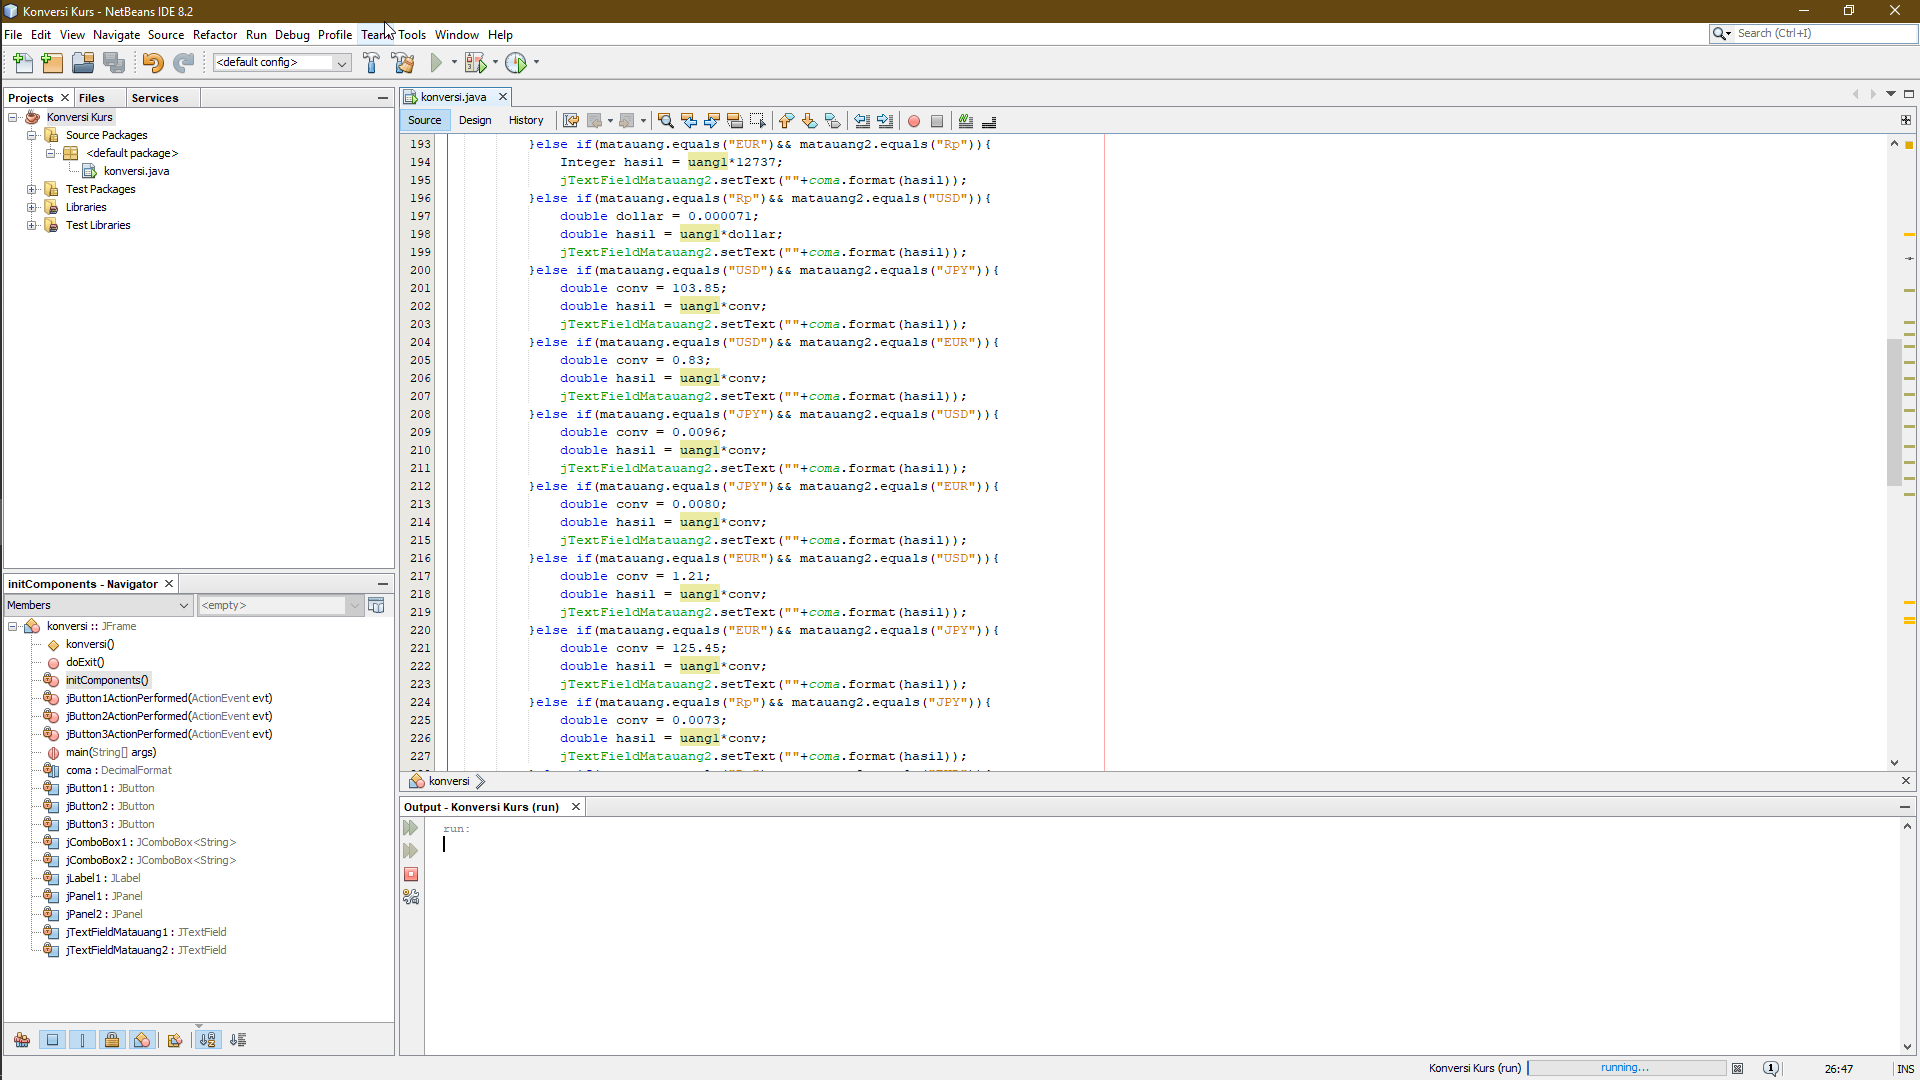 Konversi Kurs - NetBeans IDE 8.2
File Edit View Navigate Source Refactor Run Debug Profile Team Tools Window Help
Search (Ctrl+I)
<default config>
Projects Files Services
Konversi Kurs
Source Packages
<default package>
konversi.java
Test Packages
Libraries
Test Libraries
initComponents - Navigator
Members <empty>
konversi :: JFrame
konversi()
doExit()
initComponents()
jButton1ActionPerformed(ActionEvent evt)
jButton2ActionPerformed(ActionEvent evt)
jButton3ActionPerformed(ActionEvent evt)
main(String[] args)
coma : DecimalFormat
jButton1 : JButton
jButton2 : JButton
jButton3 : JButton
jComboBox1 : JComboBox<String>
jComboBox2 : JComboBox<String>
jLabel1 : JLabel
jPanel1 : JPanel
jPanel2 : JPanel
jTextFieldMatauang1 : JTextField
jTextFieldMatauang2 : JTextField
konversi.java
Source Design History
193 }else if(matauang.equals("EUR")&& matauang2.equals("Rp")){
194 Integer hasil = uang1*12737;
195 jTextFieldMatauang2.setText(""+coma.format(hasil));
196 }else if(matauang.equals("Rp")&& matauang2.equals("USD")){
197 double dollar = 0.000071;
198 double hasil = uang1*dollar;
199 jTextFieldMatauang2.setText(""+coma.format(hasil));
200 }else if(matauang.equals("USD")&& matauang2.equals("JPY")){
201 double conv = 103.85;
202 double hasil = uang1*conv;
203 jTextFieldMatauang2.setText(""+coma.format(hasil));
204 }else if(matauang.equals("USD")&& matauang2.equals("EUR")){
205 double conv = 0.83;
206 double hasil = uang1*conv;
207 jTextFieldMatauang2.setText(""+coma.format(hasil));
208 }else if(matauang.equals("JPY")&& matauang2.equals("USD")){
209 double conv = 0.0096;
210 double hasil = uang1*conv;
211 jTextFieldMatauang2.setText(""+coma.format(hasil));
212 }else if(matauang.equals("JPY")&& matauang2.equals("EUR")){
213 double conv = 0.0080;
214 double hasil = uang1*conv;
215 jTextFieldMatauang2.setText(""+coma.format(hasil));
216 }else if(matauang.equals("EUR")&& matauang2.equals("USD")){
217 double conv = 1.21;
218 double hasil = uang1*conv;
219 jTextFieldMatauang2.setText(""+coma.format(hasil));
220 }else if(matauang.equals("EUR")&& matauang2.equals("JPY")){
221 double conv = 125.45;
222 double hasil = uang1*conv;
223 jTextFieldMatauang2.setText(""+coma.format(hasil));
224 }else if(matauang.equals("Rp")&& matauang2.equals("JPY")){
225 double conv = 0.0073;
226 double hasil = uang1*conv;
227 jTextFieldMatauang2.setText(""+coma.format(hasil));
konversi
Output - Konversi Kurs (run)
run:
Konversi Kurs (run) running... 1 26:47 INS